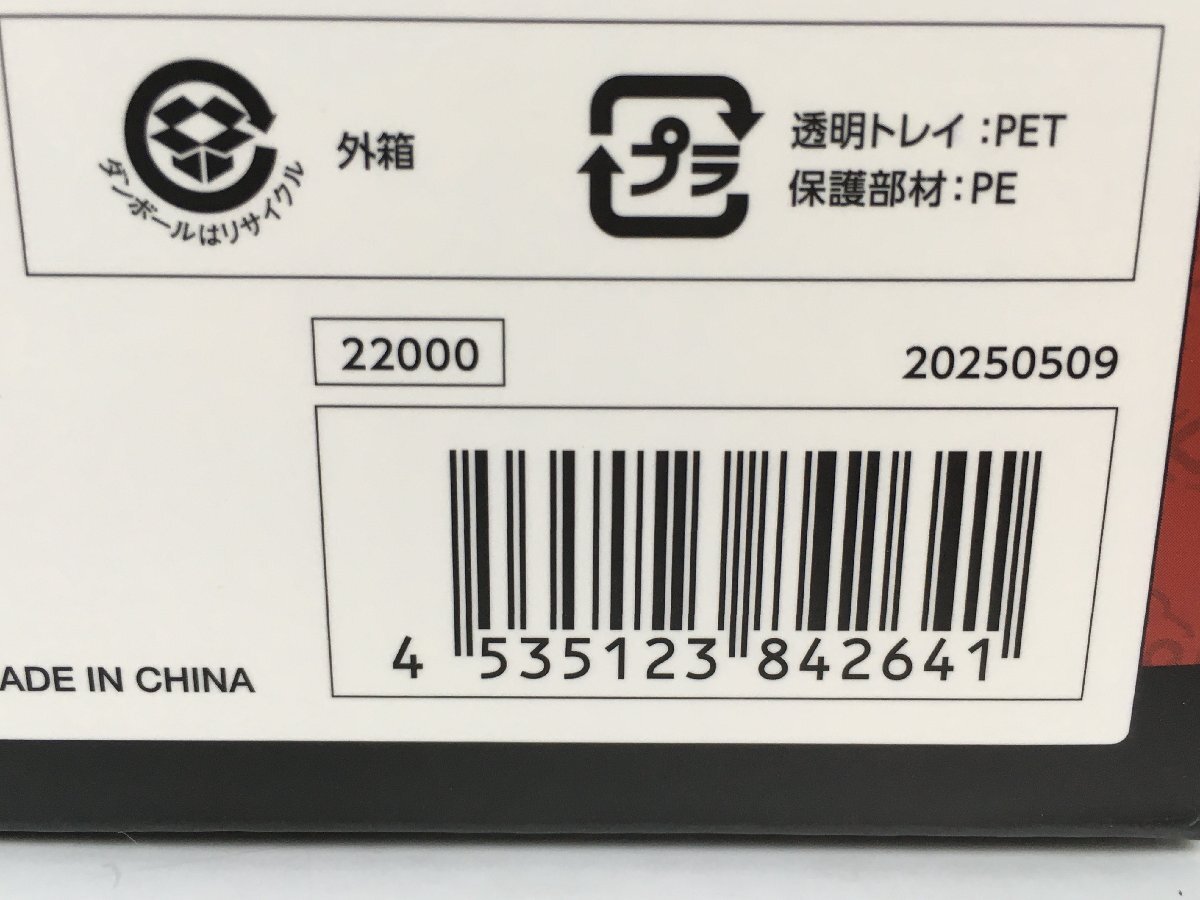 ダンボールはリサイクル
外箱
プラ
透明トレイ:PET
保護部材:PE
22000
20250509
4 535123 842641
ADE IN CHINA